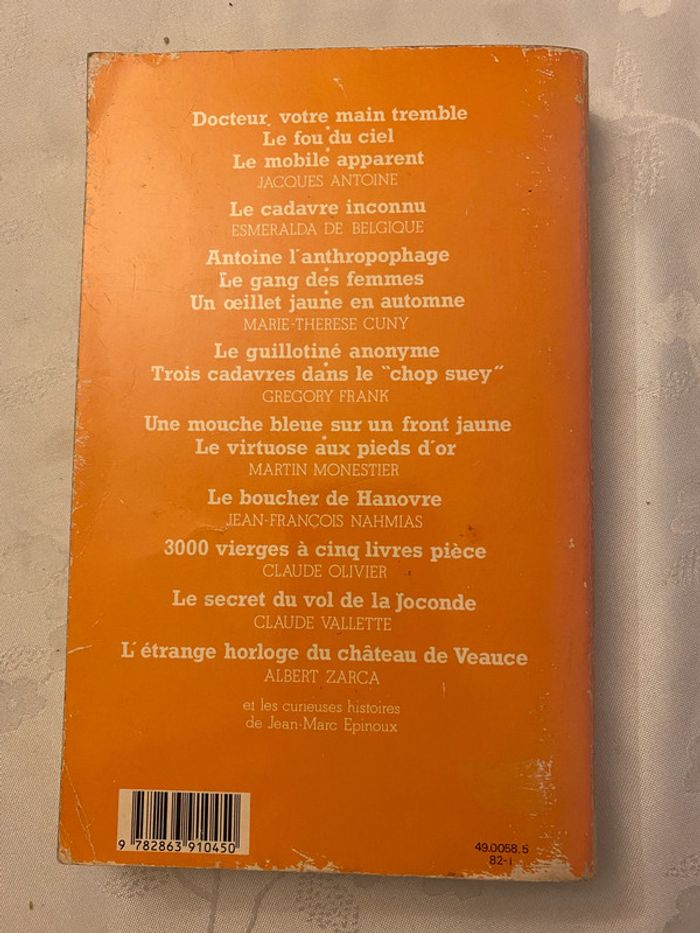 Docteur, votre main tremble
Le fou du ciel
Le mobile apparent
JACQUES ANTOINE
Le cadavre inconnu
ESMERALDA DE BELGIQUE
Antoine l'anthropophage
Le gang des femmes
Un œillet jaune en automne
MARIE-THERESE CUNY
Le guillotiné anonyme
Trois cadavres dans le "chop suey"
GREGORY FRANK
Une mouche bleue sur un front jaune
Le virtuose aux pieds d'or
MARTIN MONESTIER
Le boucher de Hanovre
JEAN-FRANÇOIS NAHMIAS
3000 vierges à cinq livres pièce
CLAUDE OLIVIER
Le secret du vol de la Joconde
CLAUDE VALLETTE
L'étrange horloge du château de Veauce
ALBERT ZARCA
et les curieuses histoires
de Jean-Marc Epinoux
9 782863 910450
49.0058.5
82-1